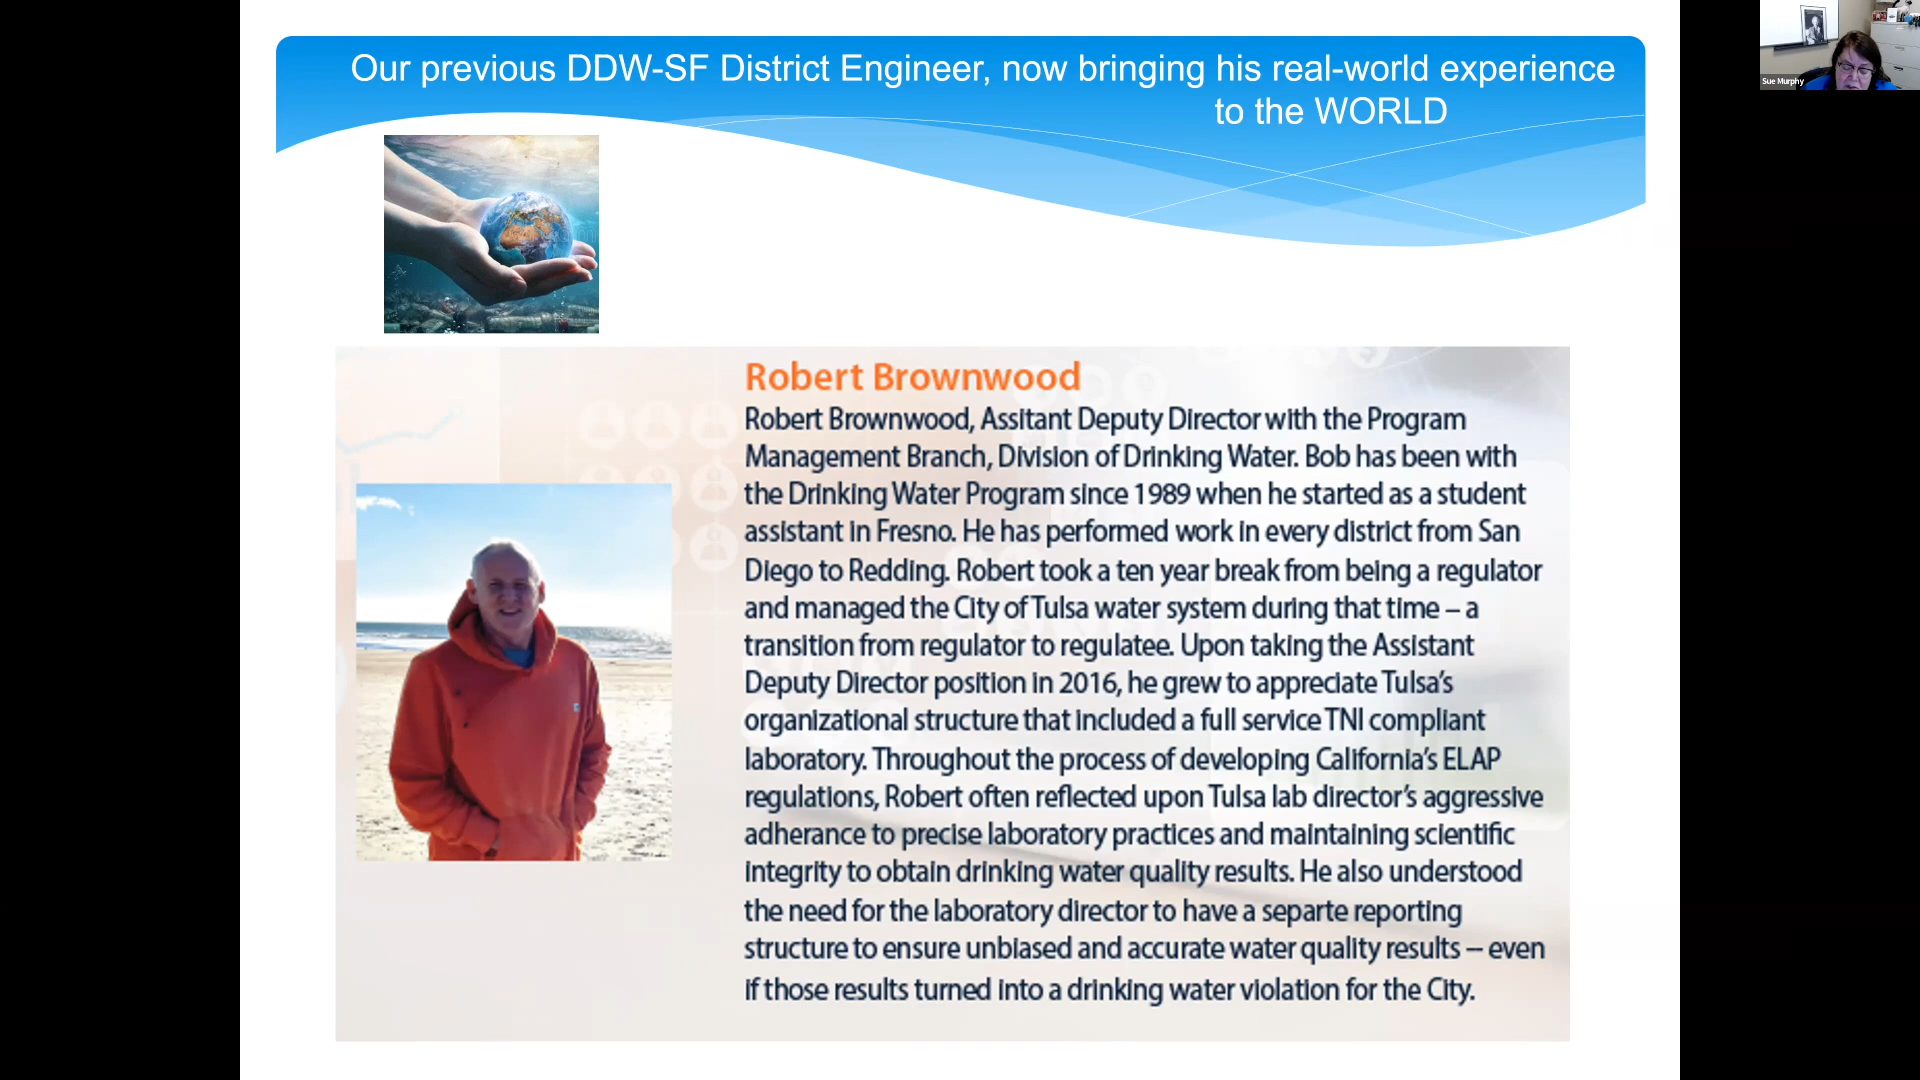 Our previous DDW-SF District Engineer, now bringing his real-world experience
to the WORLD
Sue Murphy
Robert Brownwood
Robert Brownwood, Assitant Deputy Director with the Program
Management Branch, Division of Drinking Water. Bob has been with
the Drinking Water Program since 1989 when he started as a student
assistant in Fresno. He has performed work in every district from San
Diego to Redding. Robert took a ten year break from being a regulator
and managed the City of Tulsa water system during that time – a
transition from regulator to regulatee. Upon taking the Assistant
Deputy Director position in 2016, he grew to appreciate Tulsa's
organizational structure that included a full service TNI compliant
laboratory. Throughout the process of developing California's ELAP
regulations, Robert often reflected upon Tulsa lab director's aggressive
adherance to precise laboratory practices and maintaining scientific
integrity to obtain drinking water quality results. He also understood
the need for the laboratory director to have a separte reporting
structure to ensure unbiased and accurate water quality results -- even
if those results turned into a drinking water violation for the City.